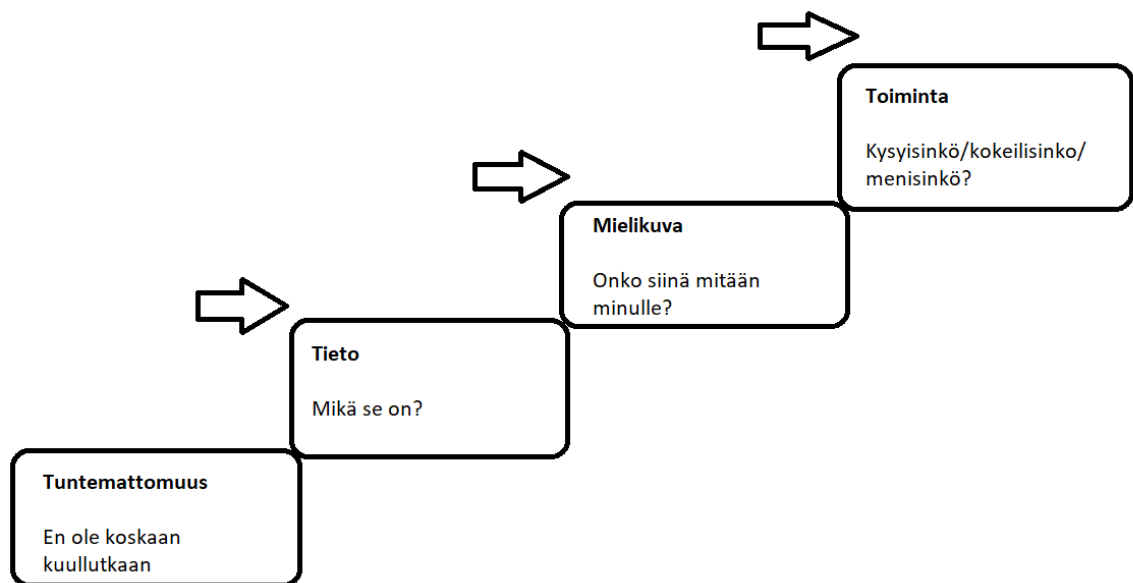 Toiminta
Kysyisinkö/kokeilisinko/
menisinkö?
Mielikuva
Onko siinä mitään
minulle?
Tieto
Mikä se on?
Tuntemattomuus
En ole koskaan
kuullutkaan